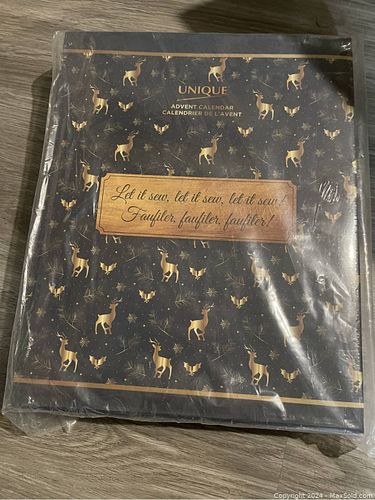 UNIQUE
ADVENT CALENDAR
CALENDRIER DE L'AVENT
Let it sew, let it sew, let it sew!
Faufiler, faufiler, faufiler!
Copyright 2024 - MaxSold.com